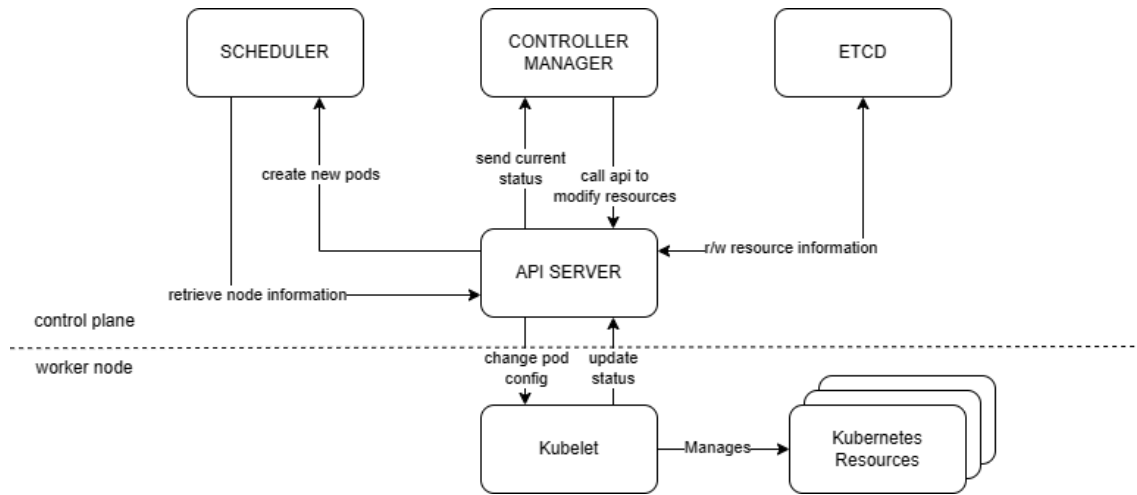 SCHEDULER
CONTROLLER
MANAGER
ETCD
create new pods
send current
status
call api to
modify resources
r/w resource information
API SERVER
retrieve node information
control plane
worker node
change pod
config
update
status
Kubelet
Manages
Kubernetes
Resources